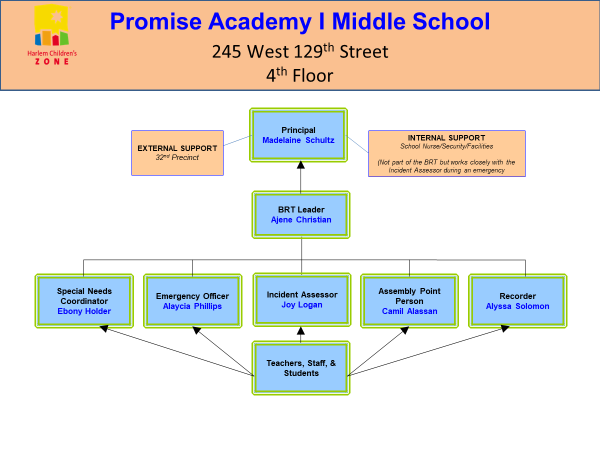 Promise Academy I Middle School
245 West 129th Street
4th Floor
Harlem Children's
ZONE
Principal
Madelaine Schultz
EXTERNAL SUPPORT
32nd Precinct
INTERNAL SUPPORT
School Nurse/Security/Facilities
(Not part of the BRT but works closely with the
Incident Assessor during an emergency
BRT Leader
Ajene Christian
Special Needs
Coordinator
Ebony Holder
Emergency Officer
Alaycia Phillips
Incident Assessor
Joy Logan
Assembly Point
Person
Camil Alassan
Recorder
Alyssa Solomon
Teachers, Staff, &
Students